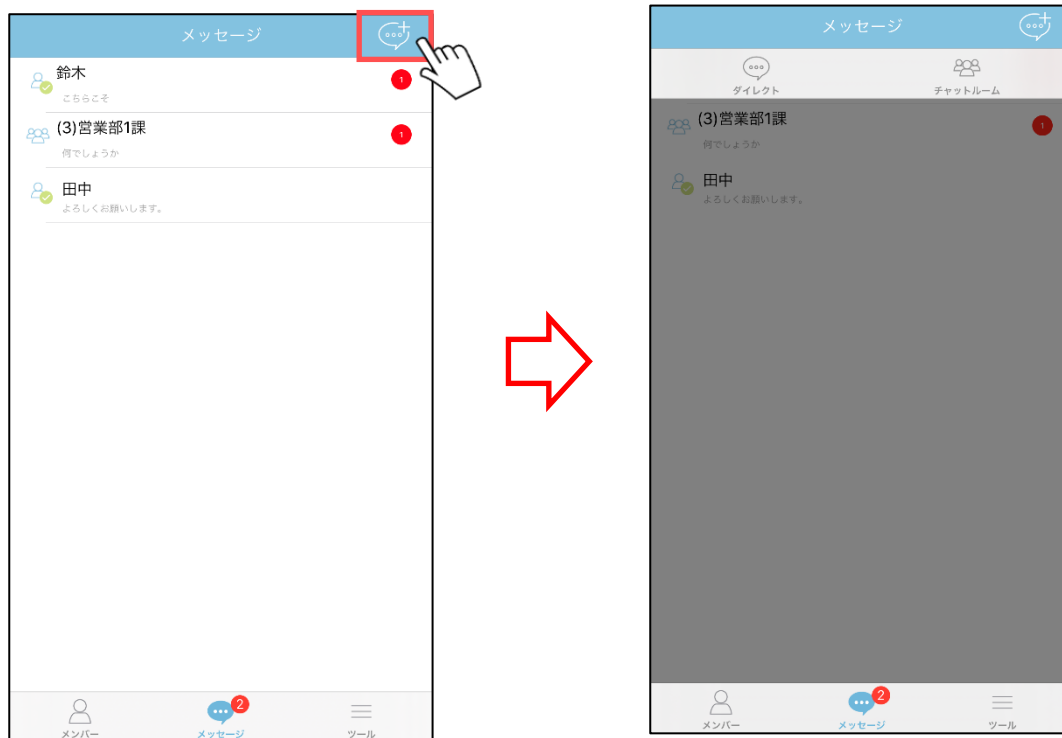 メッセージ
鈴木
1
こちらこそ
(3)営業部1課
1
何でしょうか
田中
よろしくお願いします。
メンバー
2
メッセージ
ツール
メッセージ
ダイレクト
チャットルーム
(3)営業部1課
1
何でしょうか
田中
よろしくお願いします。
メンバー
2
メッセージ
ツール